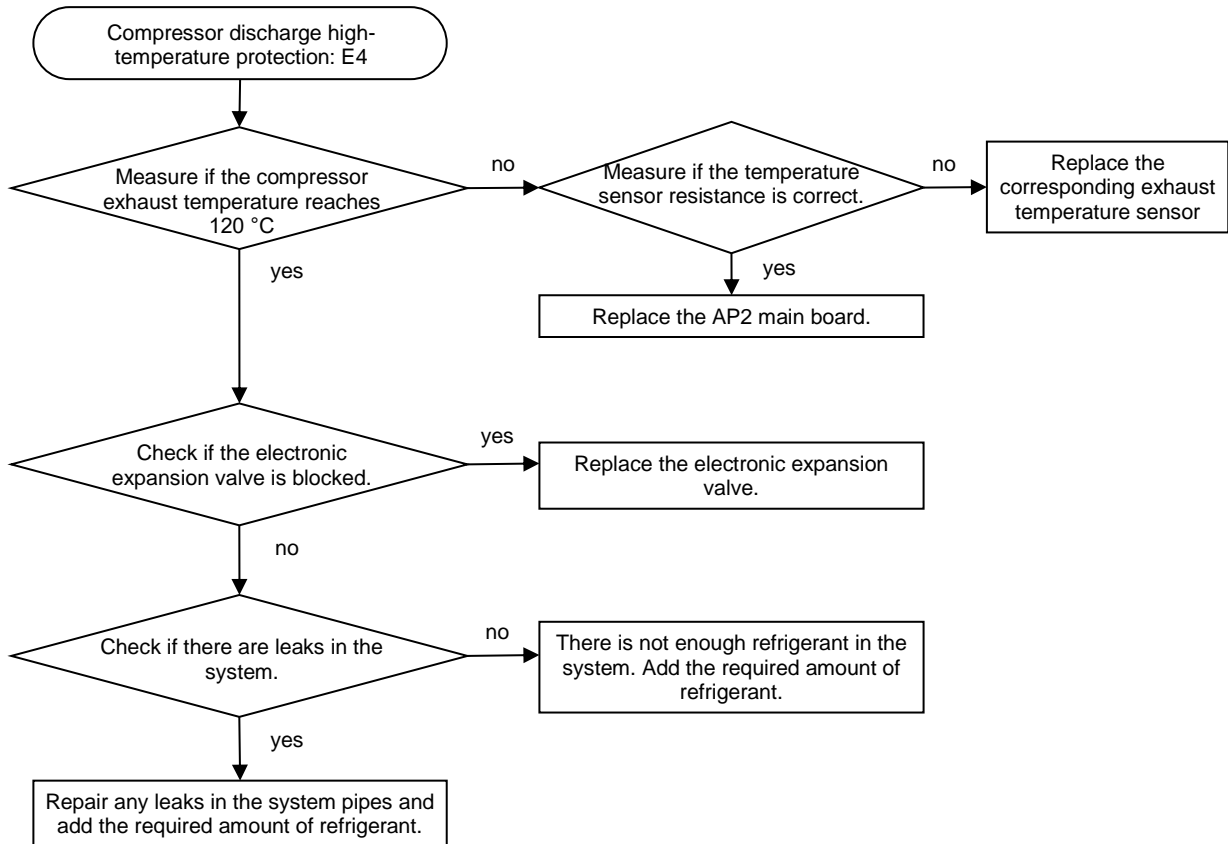 Compressor discharge high-
temperature protection: E4
Measure if the compressor
exhaust temperature reaches
120 °C
no
Measure if the temperature
sensor resistance is correct.
no
Replace the
corresponding exhaust
temperature sensor
yes
yes
Replace the AP2 main board.
Check if the electronic
expansion valve is blocked.
yes
Replace the electronic expansion
valve.
no
Check if there are leaks in the
system.
no
There is not enough refrigerant in the
system. Add the required amount of
refrigerant.
yes
Repair any leaks in the system pipes and
add the required amount of refrigerant.